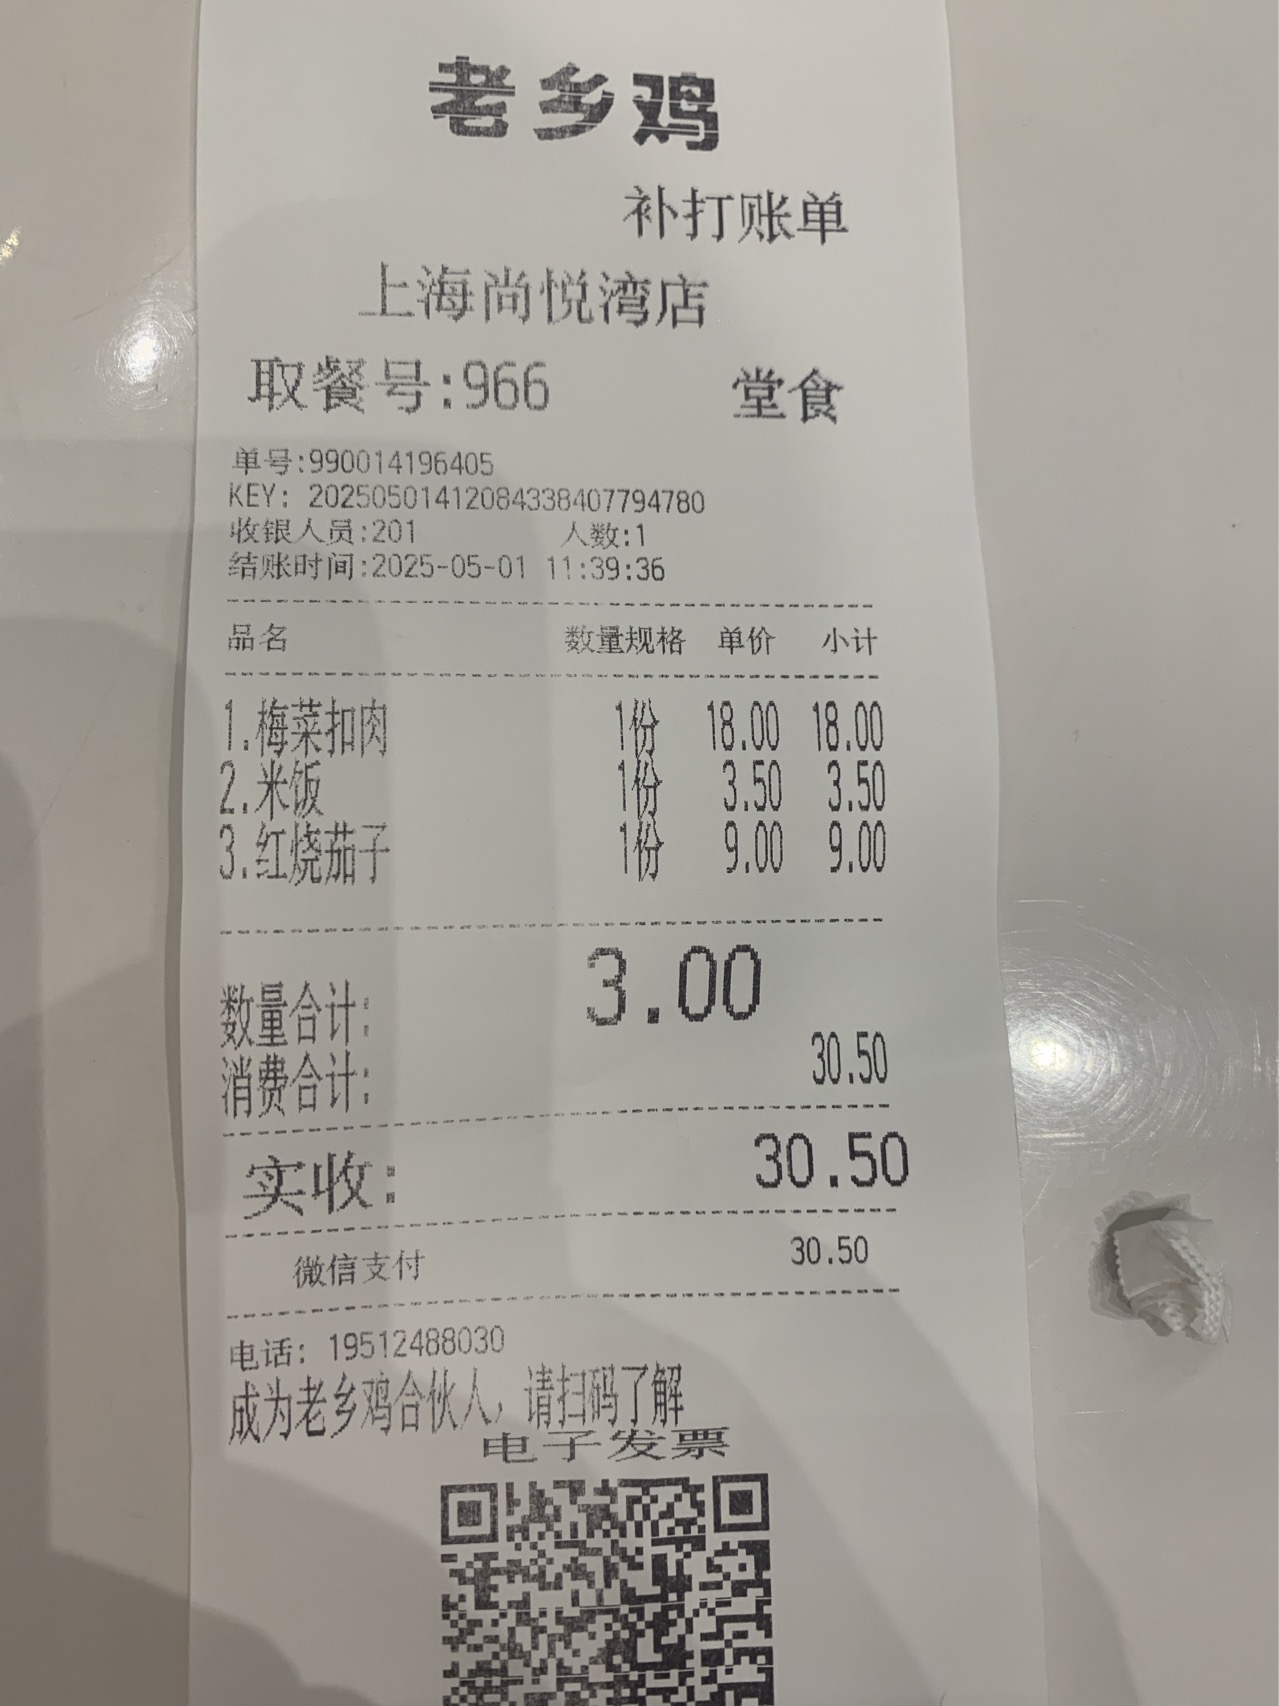 老乡鸡
补打账单
上海尚悦湾店
取餐号:966 堂食
单号:990014196405
KEY: 20250501412084338407794780
收银人员:201 人数:1
结账时间:2025-05-01 11:39:36
品名 数量规格 单价 小计
1.梅菜扣肉 1份 18.00 18.00
2.米饭 1份 3.50 3.50
3.红烧茄子 1份 9.00 9.00
数量合计: 3.00
消费合计: 30.50
实收: 30.50
微信支付 30.50
电话: 19512488030
成为老乡鸡合伙人，请扫码了解
电子发票